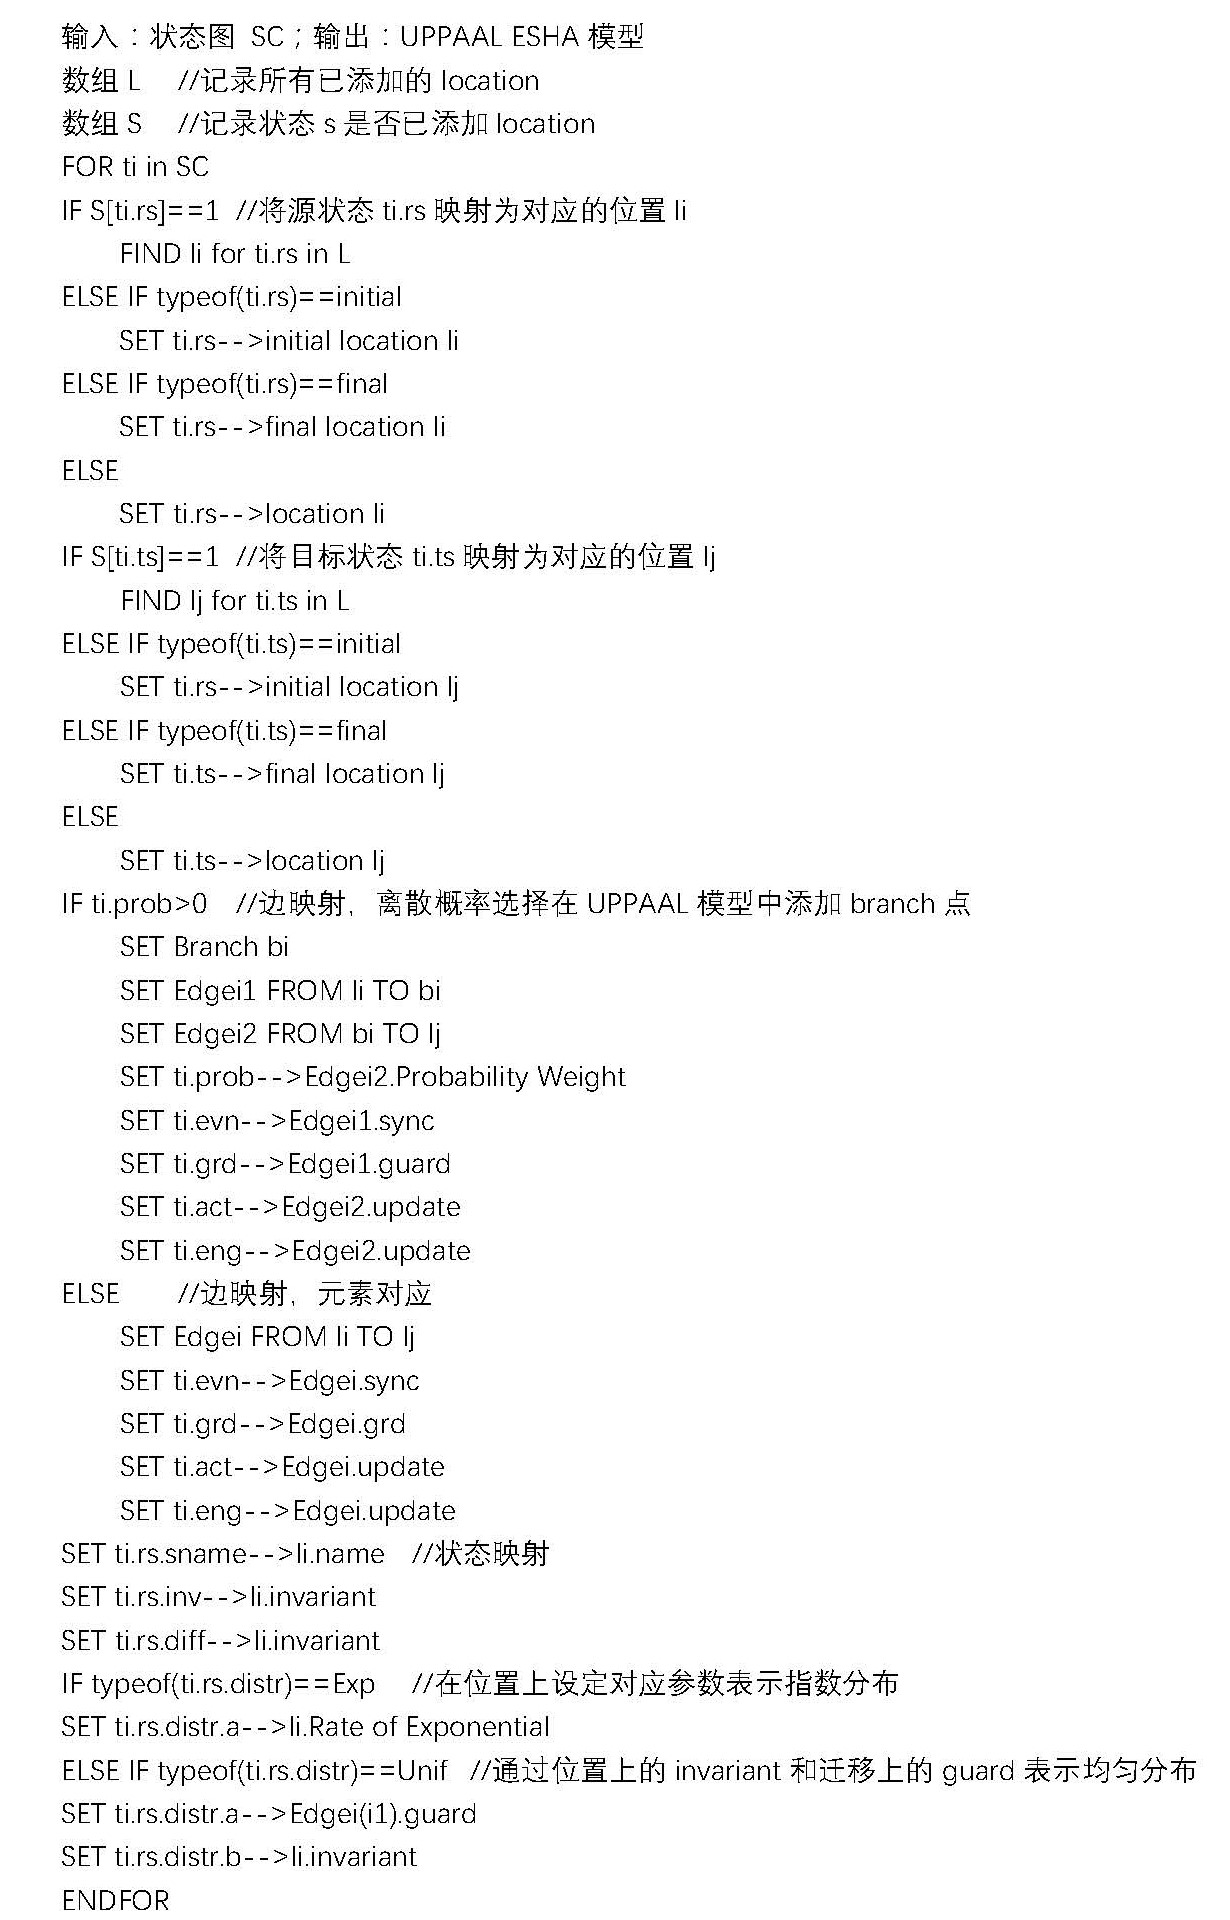 输入：状态图 SC；输出：UPPAAL ESHA 模型
数组 L //记录所有已添加的 location
数组 S //记录状态 s 是否已添加 location
FOR ti in SC
IF S[ti.rs]==1 //将源状态 ti.rs 映射为对应的位置 li
FIND li for ti.rs in L
ELSE IF typeof(ti.rs)==initial
SET ti.rs-->initial location li
ELSE IF typeof(ti.rs)==final
SET ti.rs-->final location li
ELSE
SET ti.rs-->location li
IF S[ti.ts]==1 //将目标状态 ti.ts 映射为对应的位置 lj
FIND lj for ti.ts in L
ELSE IF typeof(ti.ts)==initial
SET ti.rs-->initial location lj
ELSE IF typeof(ti.ts)==final
SET ti.ts-->final location lj
ELSE
SET ti.ts-->location lj
IF ti.prob>0 //边映射，离散概率选择在 UPPAAL 模型中添加 branch 点
SET Branch bi
SET Edgei1 FROM li TO bi
SET Edgei2 FROM bi TO lj
SET ti.prob-->Edgei2.Probability Weight
SET ti.evn-->Edgei1.sync
SET ti.grd-->Edgei1.guard
SET ti.act-->Edgei2.update
SET ti.eng-->Edgei2.update
ELSE //边映射，元素对应
SET Edgei FROM li TO lj
SET ti.evn-->Edgei.sync
SET ti.grd-->Edgei.grd
SET ti.act-->Edgei.update
SET ti.eng-->Edgei.update
SET ti.rs.sname-->li.name //状态映射
SET ti.rs.inv-->li.invariant
SET ti.rs.diff-->li.invariant
IF typeof(ti.rs.distr)==Exp //在位置上设定对应参数表示指数分布
SET ti.rs.distr.a-->li.Rate of Exponential
ELSE IF typeof(ti.rs.distr)==Unif //通过位置上的 invariant 和迁移上的 guard 表示均匀分布
SET ti.rs.distr.a-->Edgei(i1).guard
SET ti.rs.distr.b-->li.invariant
ENDFOR